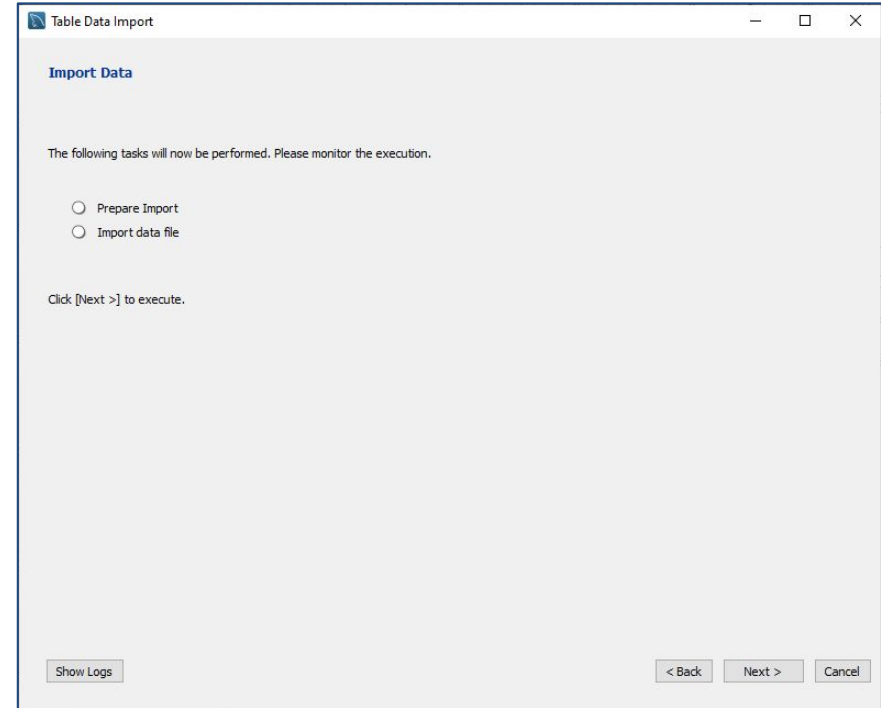 Table Data Import
Import Data
The following tasks will now be performed. Please monitor the execution.
Prepare Import
Import data file
Click [Next >] to execute.
Show Logs
< Back
Next >
Cancel